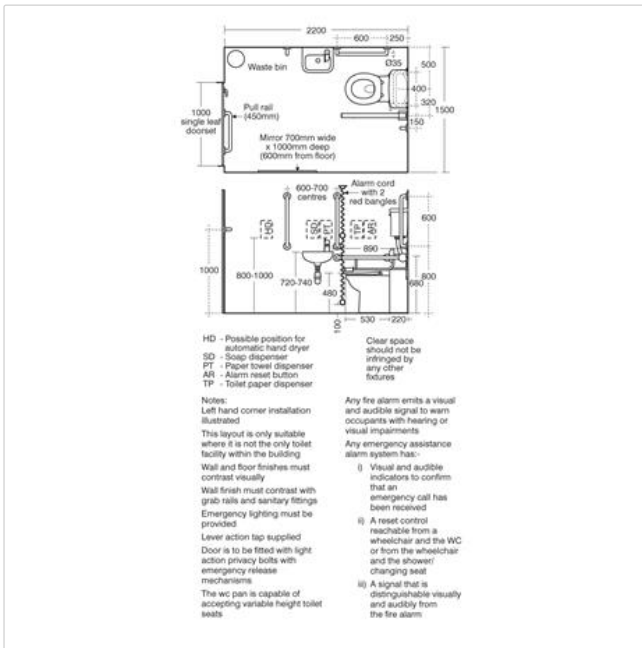 2200
600
250
Waste bin
Ø35
500
400
320
1500
150
1000
single leaf
doorset
Pull rail
(450mm)
Mirror 700mm wide
x 1000mm deep
(600mm from floor)
600-700
centres
Alarm cord
with 2
red bangles
HD
SD
PT
TP
AR
600
890
1000
800-1000
720-740
480
680
800
100
530
220
HD - Possible position for
automatic hand dryer
SD - Soap dispenser
PT - Paper towel dispenser
AR - Alarm reset button
TP - Toilet paper dispenser
Clear space
should not be
infringed by
any other
fixtures
Notes:
Left hand corner installation
illustrated
This layout is only suitable
where it is not the only toilet
facility within the building
Wall and floor finishes must
contrast visually
Wall finish must contrast with
grab rails and sanitary fittings
Emergency lighting must be
provided
Lever action tap supplied
Door is to be fitted with light
action privacy bolts with
emergency release
mechanisms
The wc pan is capable of
accepting variable height toilet
seats
Any fire alarm emits a visual
and audible signal to warn
occupants with hearing or
visual impairments
Any emergency assistance
alarm system has:-
i) Visual and audible
indicators to confirm
that an
emergency call has
been received
ii) A reset control
reachable from a
wheelchair and the WC
or from the wheelchair
and the shower/
changing seat
iii) A signal that is
distinguishable visually
and audibly from
the fire alarm